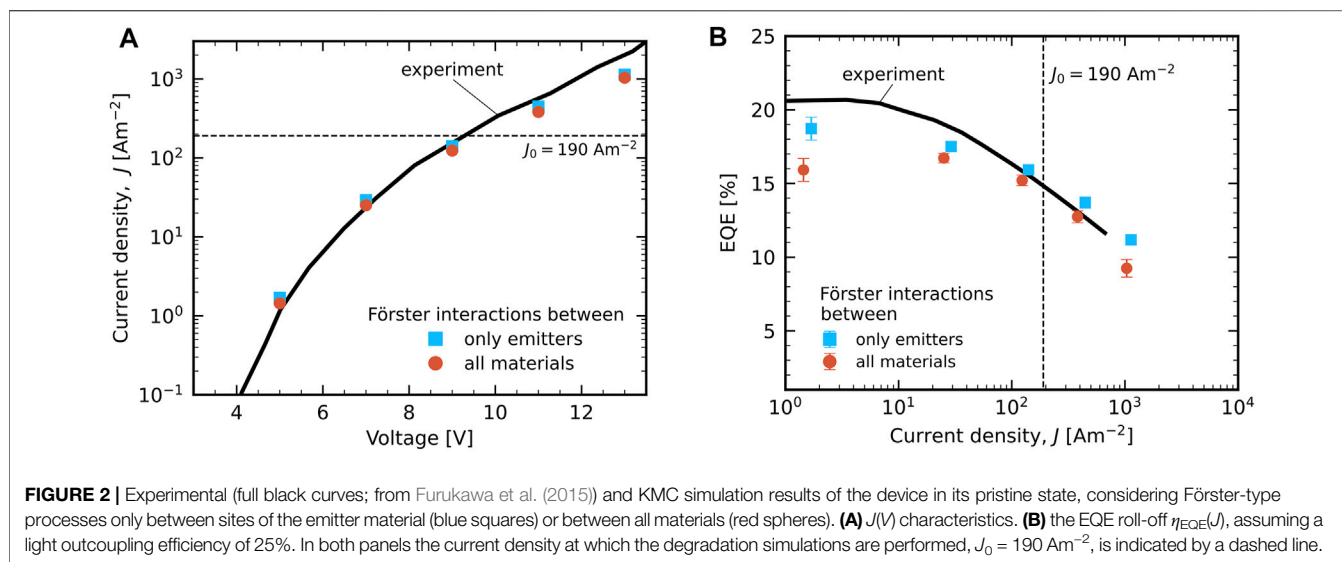 A
10³
10²
10¹
10⁰
10⁻¹
Current density, J [Am⁻²]
experiment
J₀ = 190 Am⁻²
Förster interactions between
only emitters
all materials
4 6 8 10 12
Voltage [V]
B
25
20
15
10
5
EQE [%]
experiment
J₀ = 190 Am⁻²
Förster interactions
between
only emitters
all materials
10⁰ 10¹ 10² 10³ 10⁴
Current density, J [Am⁻²]
FIGURE 2 | Experimental (full black curves; from Furukawa et al. (2015)) and KMC simulation results of the device in its pristine state, considering Förster-type
processes only between sites of the emitter material (blue squares) or between all materials (red spheres). (A) J(V) characteristics. (B) the EQE roll-off η_EQE(J), assuming a
light outcoupling efficiency of 25%. In both panels the current density at which the degradation simulations are performed, J₀ = 190 Am⁻², is indicated by a dashed line.